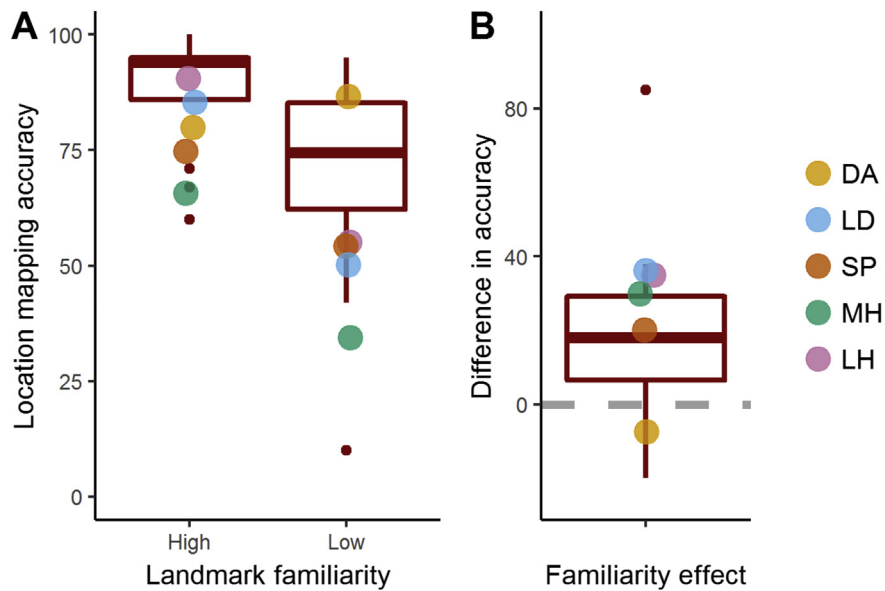 A
Location mapping accuracy
100
75
50
25
0
High
Low
Landmark familiarity
B
Difference in accuracy
80
40
0
Familiarity effect
DA
LD
SP
MH
LH